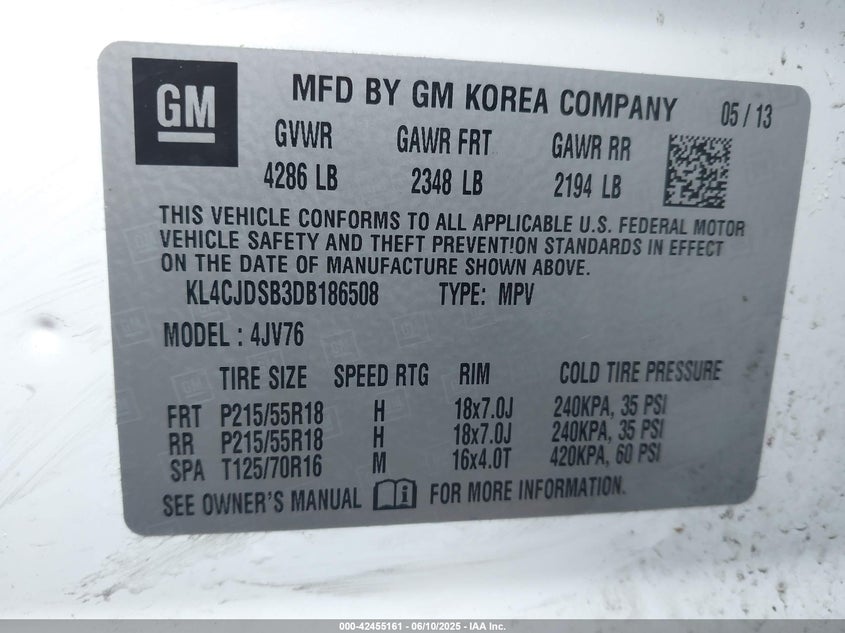 GM
MFD BY GM KOREA COMPANY 05 / 13
GVWR GAWR FRT GAWR RR
4286 LB 2348 LB 2194 LB
THIS VEHICLE CONFORMS TO ALL APPLICABLE U.S. FEDERAL MOTOR
VEHICLE SAFETY AND THEFT PREVENTION STANDARDS IN EFFECT
ON THE DATE OF MANUFACTURE SHOWN ABOVE.
KL4CJDSB3DB186508 TYPE: MPV
MODEL : 4JV76
TIRE SIZE SPEED RTG RIM COLD TIRE PRESSURE
FRT P215/55R18 H 18x7.0J 240KPA, 35 PSI
RR P215/55R18 H 18x7.0J 240KPA, 35 PSI
SPA T125/70R16 M 16x4.0T 420KPA, 60 PSI
SEE OWNER'S MANUAL FOR MORE INFORMATION.
000-42455161 - 06/10/2025 - IAA Inc.